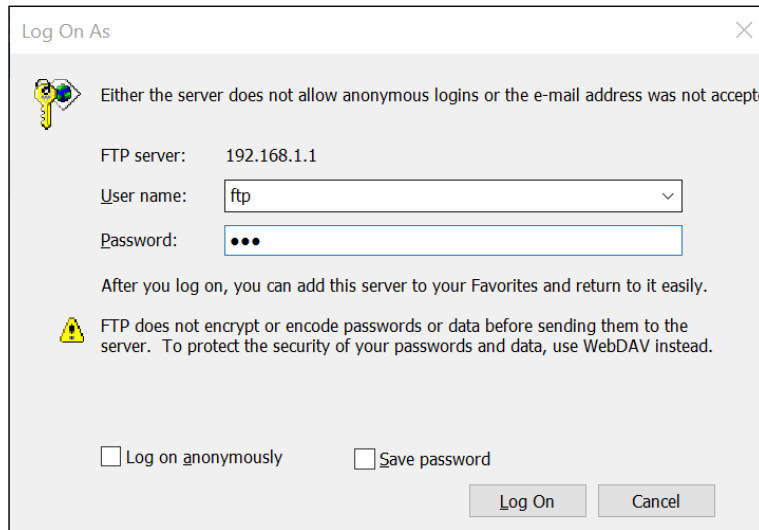 Log On As
Either the server does not allow anonymous logins or the e-mail address was not accept
FTP server: 192.168.1.1
User name: ftp
Password: •••
After you log on, you can add this server to your Favorites and return to it easily.
FTP does not encrypt or encode passwords or data before sending them to the
server. To protect the security of your passwords and data, use WebDAV instead.
Log on anonymously Save password
Log On Cancel